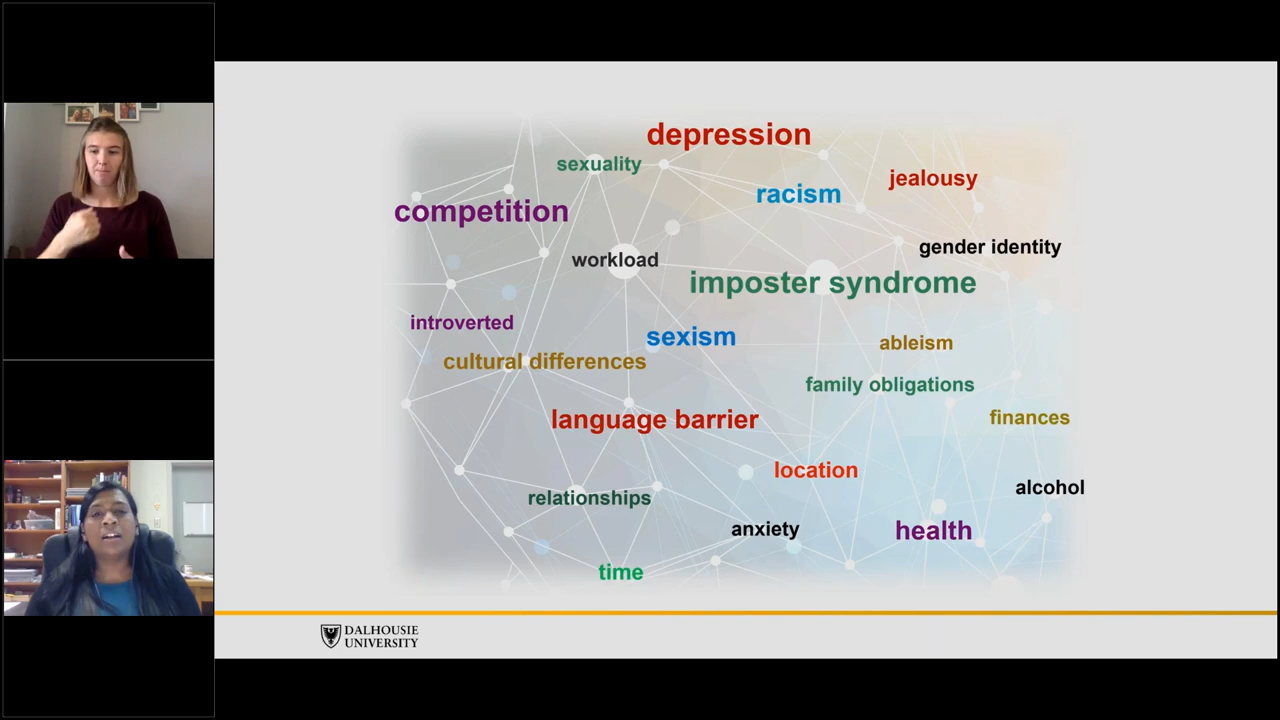 depression
sexuality
jealousy
racism
competition
gender identity
workload
imposter syndrome
introverted
sexism
ableism
cultural differences
family obligations
language barrier
finances
location
alcohol
relationships
anxiety
health
time
DALHOUSIE
UNIVERSITY